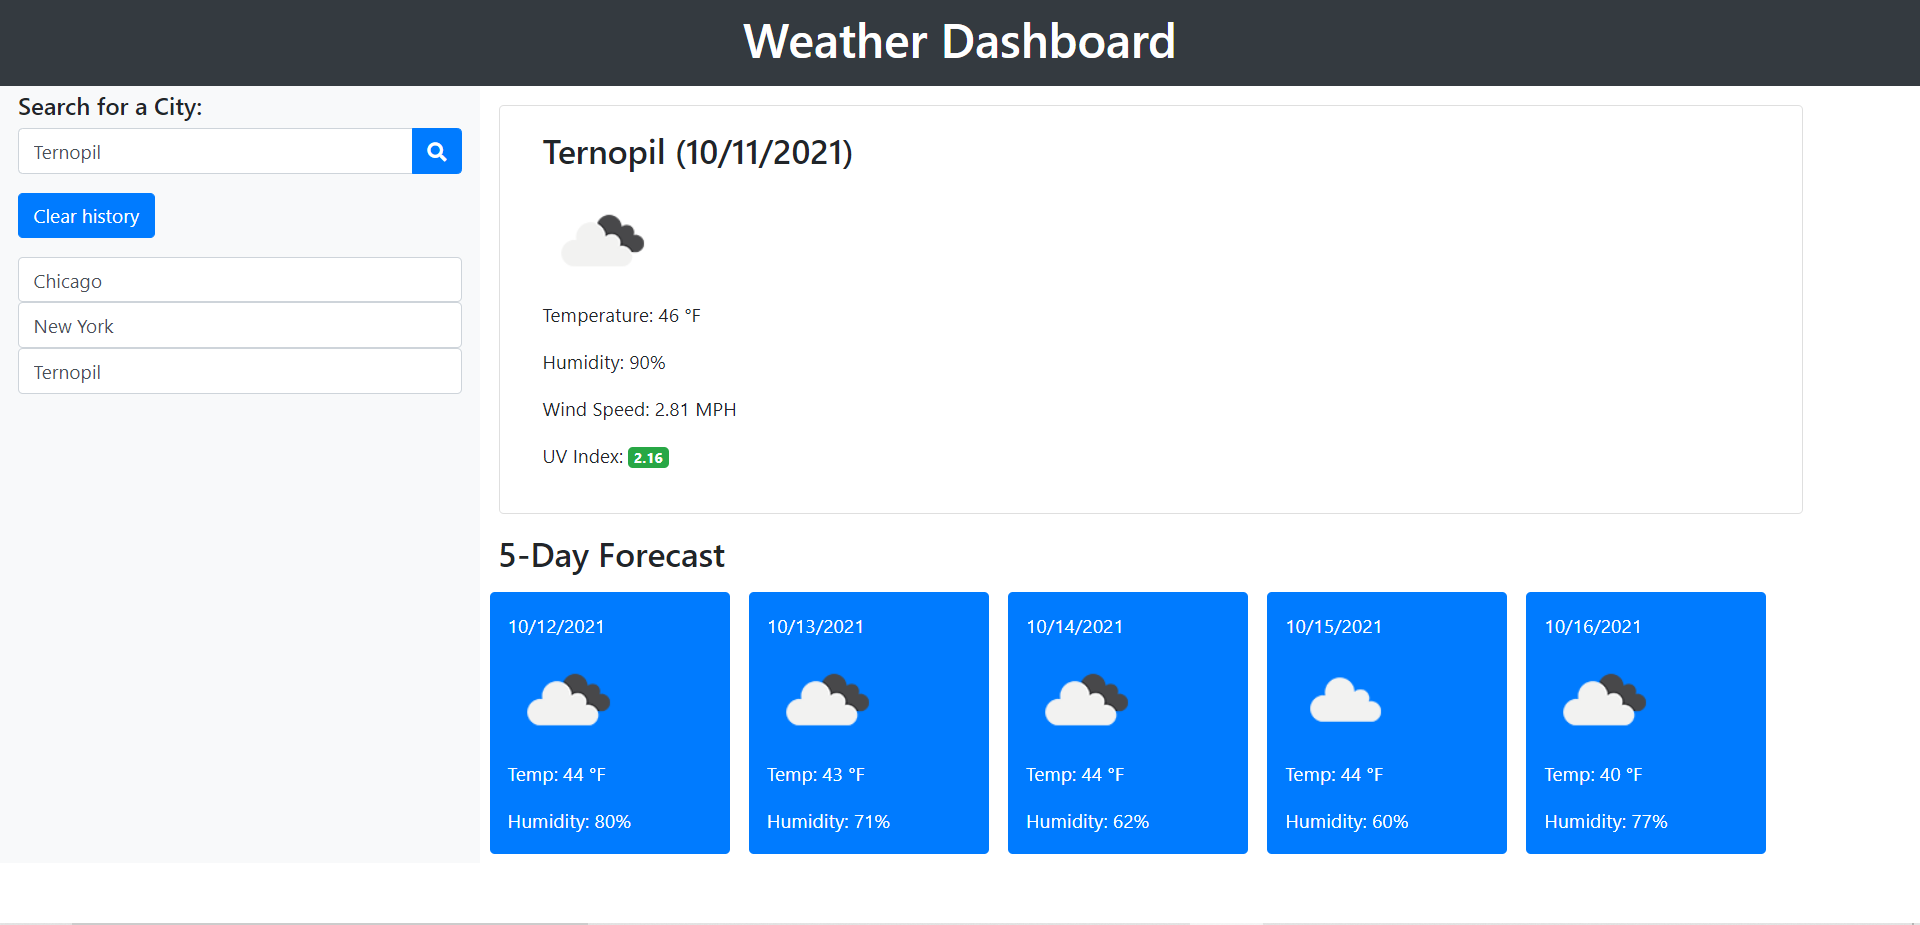 Weather Dashboard
Search for a City:
Ternopil
Clear history
Chicago
New York
Ternopil
Ternopil (10/11/2021)
Temperature: 46 °F
Humidity: 90%
Wind Speed: 2.81 MPH
UV Index: 2.16
5-Day Forecast
10/12/2021
Temp: 44 °F
Humidity: 80%
10/13/2021
Temp: 43 °F
Humidity: 71%
10/14/2021
Temp: 44 °F
Humidity: 62%
10/15/2021
Temp: 44 °F
Humidity: 60%
10/16/2021
Temp: 40 °F
Humidity: 77%